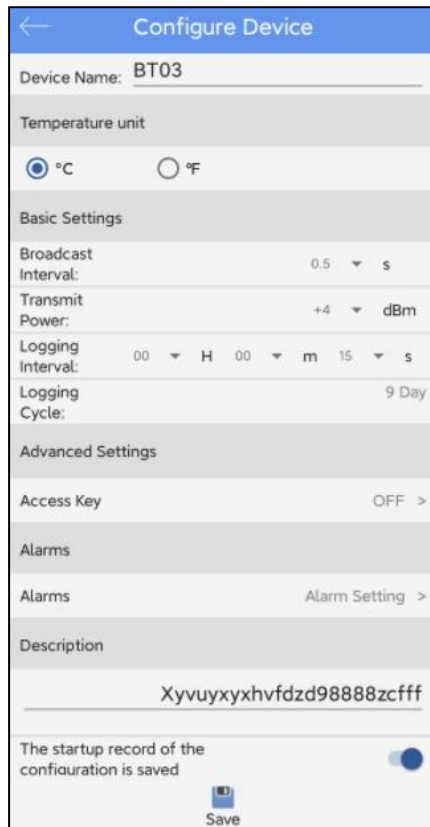 Configure Device
Device Name: BT03
Temperature unit
°C °F
Basic Settings
Broadcast
Interval: 0.5 s
Transmit
Power: +4 dBm
Logging
Interval: 00 H 00 m 15 s
Logging
Cycle: 9 Day
Advanced Settings
Access Key OFF >
Alarms
Alarms Alarm Setting >
Description
Xyvuyxyxhvfdzd98888zcfff
The startup record of the
configuration is saved
Save